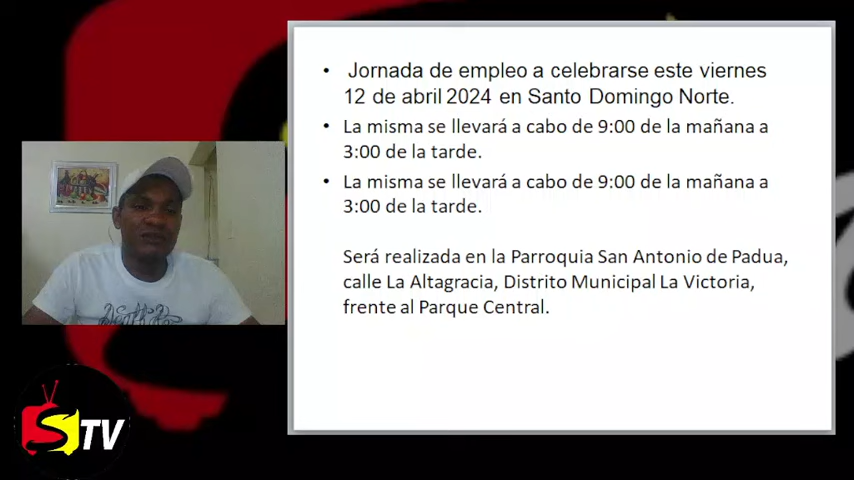 • Jornada de empleo a celebrarse este viernes
12 de abril 2024 en Santo Domingo Norte.
• La misma se llevará a cabo de 9:00 de la mañana a
3:00 de la tarde.
• La misma se llevará a cabo de 9:00 de la mañana a
3:00 de la tarde.
Será realizada en la Parroquia San Antonio de Padua,
calle La Altagracia, Distrito Municipal La Victoria,
frente al Parque Central.
STV